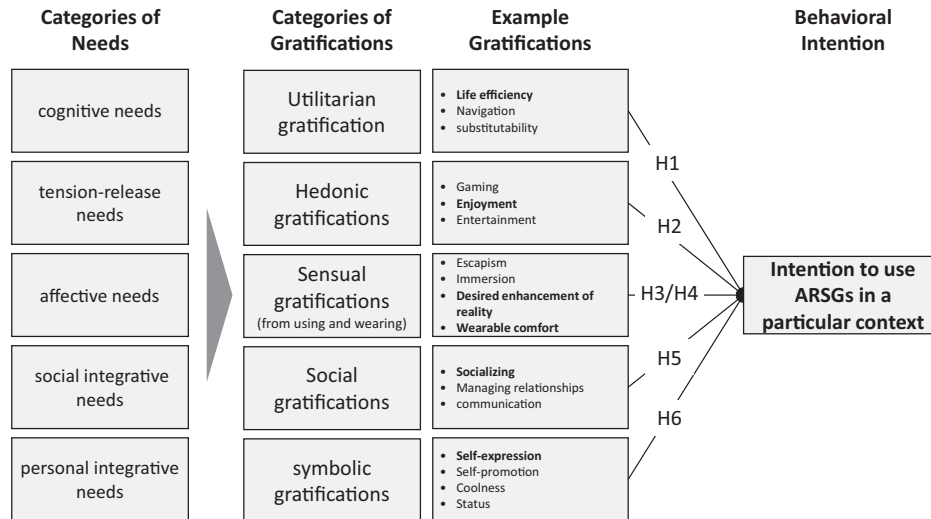 Categories of
Needs
Categories of
Gratifications
Example
Gratifications
Behavioral
Intention
cognitive needs
Utilitarian
gratification
• Life efficiency
• Navigation
• substitutability
H1
tension-release
needs
Hedonic
gratifications
• Gaming
• Enjoyment
• Entertainment
H2
affective needs
Sensual
gratifications
(from using and wearing)
• Escapism
• Immersion
• Desired enhancement of
reality
• Wearable comfort
H3/H4
Intention to use
ARSGs in a
particular context
social integrative
needs
Social
gratifications
• Socializing
• Managing relationships
• communication
H5
personal integrative
needs
symbolic
gratifications
• Self-expression
• Self-promotion
• Coolness
• Status
H6